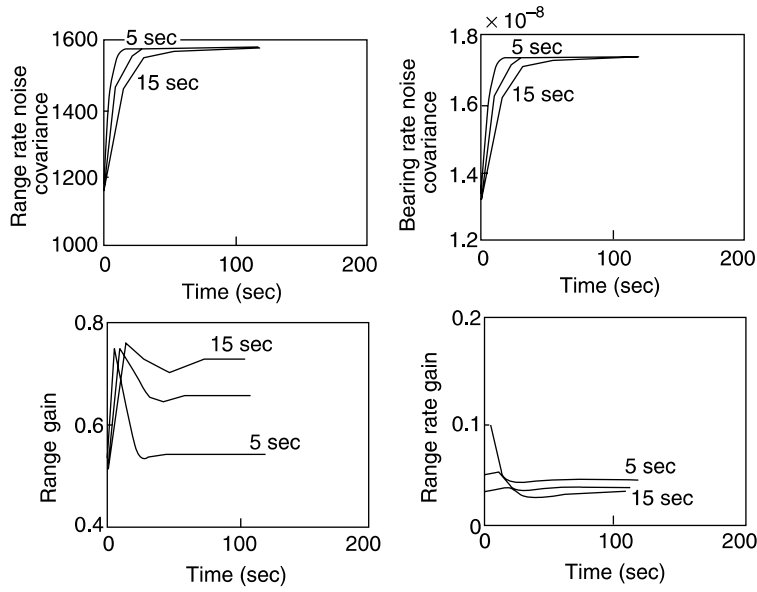 1600
1400
1200
1000
5 sec
15 sec
Range rate noise
covariance
0
100
200
Time (sec)
× 10⁻⁸
1.8
1.6
1.4
1.2
5 sec
15 sec
Bearing rate noise
covariance
0
100
200
Time (sec)
0.8
0.6
0.4
15 sec
5 sec
Range gain
0
100
200
Time (sec)
0.2
0.1
0
5 sec
15 sec
Range rate gain
0
100
200
Time (sec)